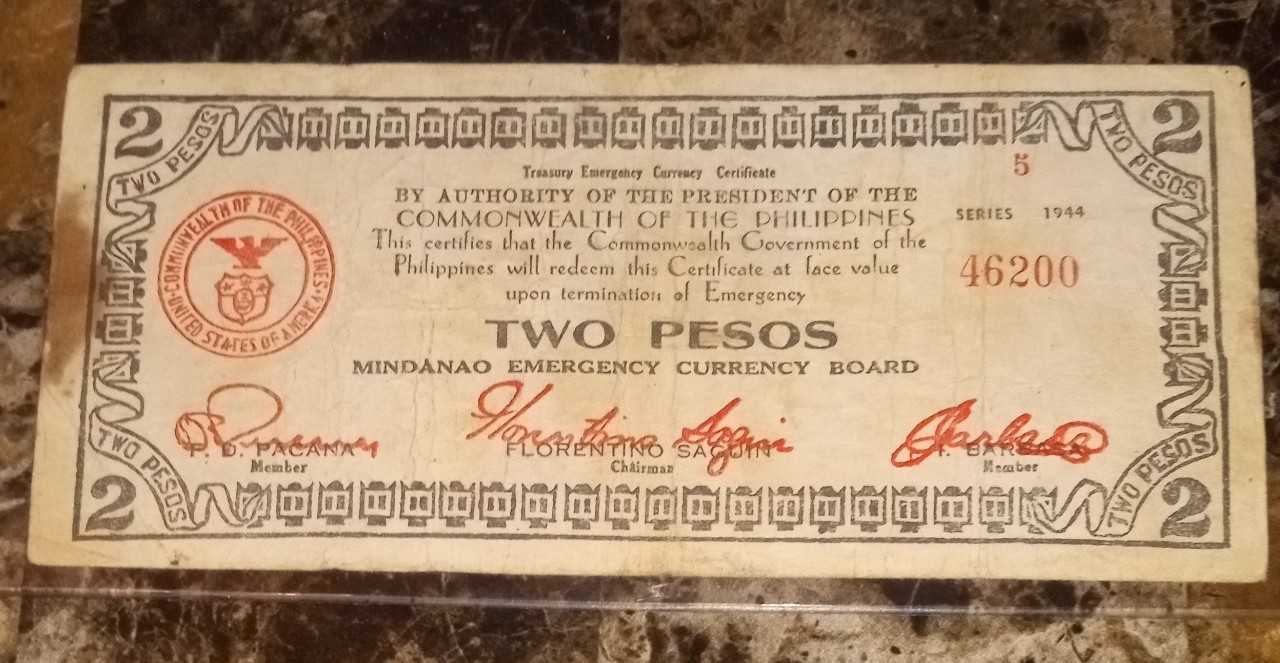 2 2
TWO PESOS TWO PESOS
Treasury Emergency Currency Certificate
5
BY AUTHORITY OF THE PRESIDENT OF THE
COMMONWEALTH OF THE PHILIPPINES
SERIES 1944
This certifies that the Commonwealth Government of the
Philippines will redeem this Certificate at face value
46200
upon termination of Emergency
COMMONWEALTH OF THE PHILIPPINES
UNITED STATES OF AMERICA
TWO PESOS
MINDANAO EMERGENCY CURRENCY BOARD
Florentino Saguin
P. D. PACANA FLORENTINO SAGUIN
Member Chairman Member
TWO PESOS TWO PESOS
2 2